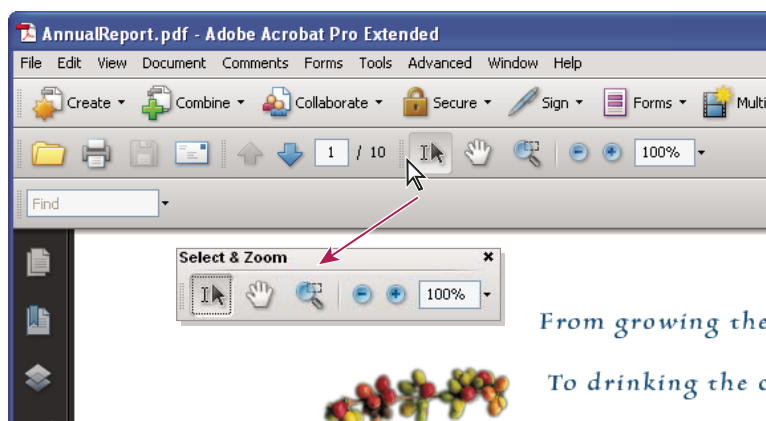 AnnualReport.pdf - Adobe Acrobat Pro Extended
File Edit View Document Comments Forms Tools Advanced Window Help
Create Combine Collaborate Secure Sign Forms Multi
1 / 10 100%
Find
Select & Zoom
100%
From growing the
To drinking the c